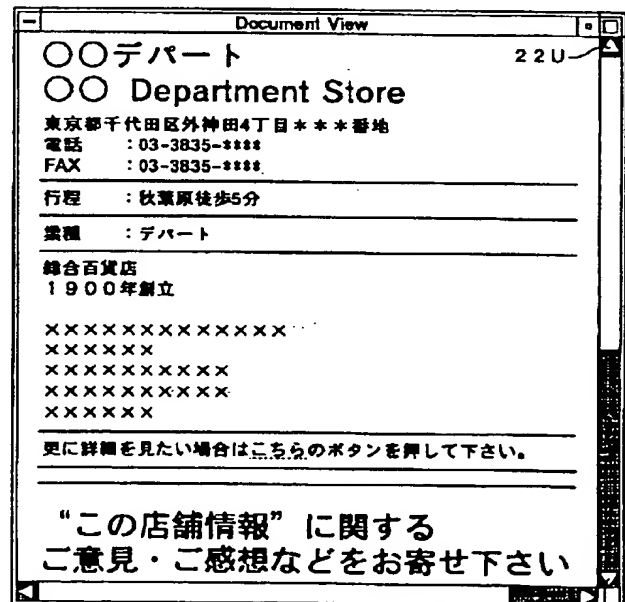 Document View
○○デパート
22U
○○ Department Store
東京都千代田区外神田4丁目＊＊＊番地
電話 :03-3835-****
FAX :03-3835-****
行程 :秋葉原徒歩5分
業種 :デパート
総合百貨店
1900年創立
×××××××××××××
××××××
××××××××××
××××××××××
××××××
更に詳細を見たい場合はこちらのボタンを押して下さい。
“この店舗情報”に関する
ご意見・ご感想などをお寄せ下さい